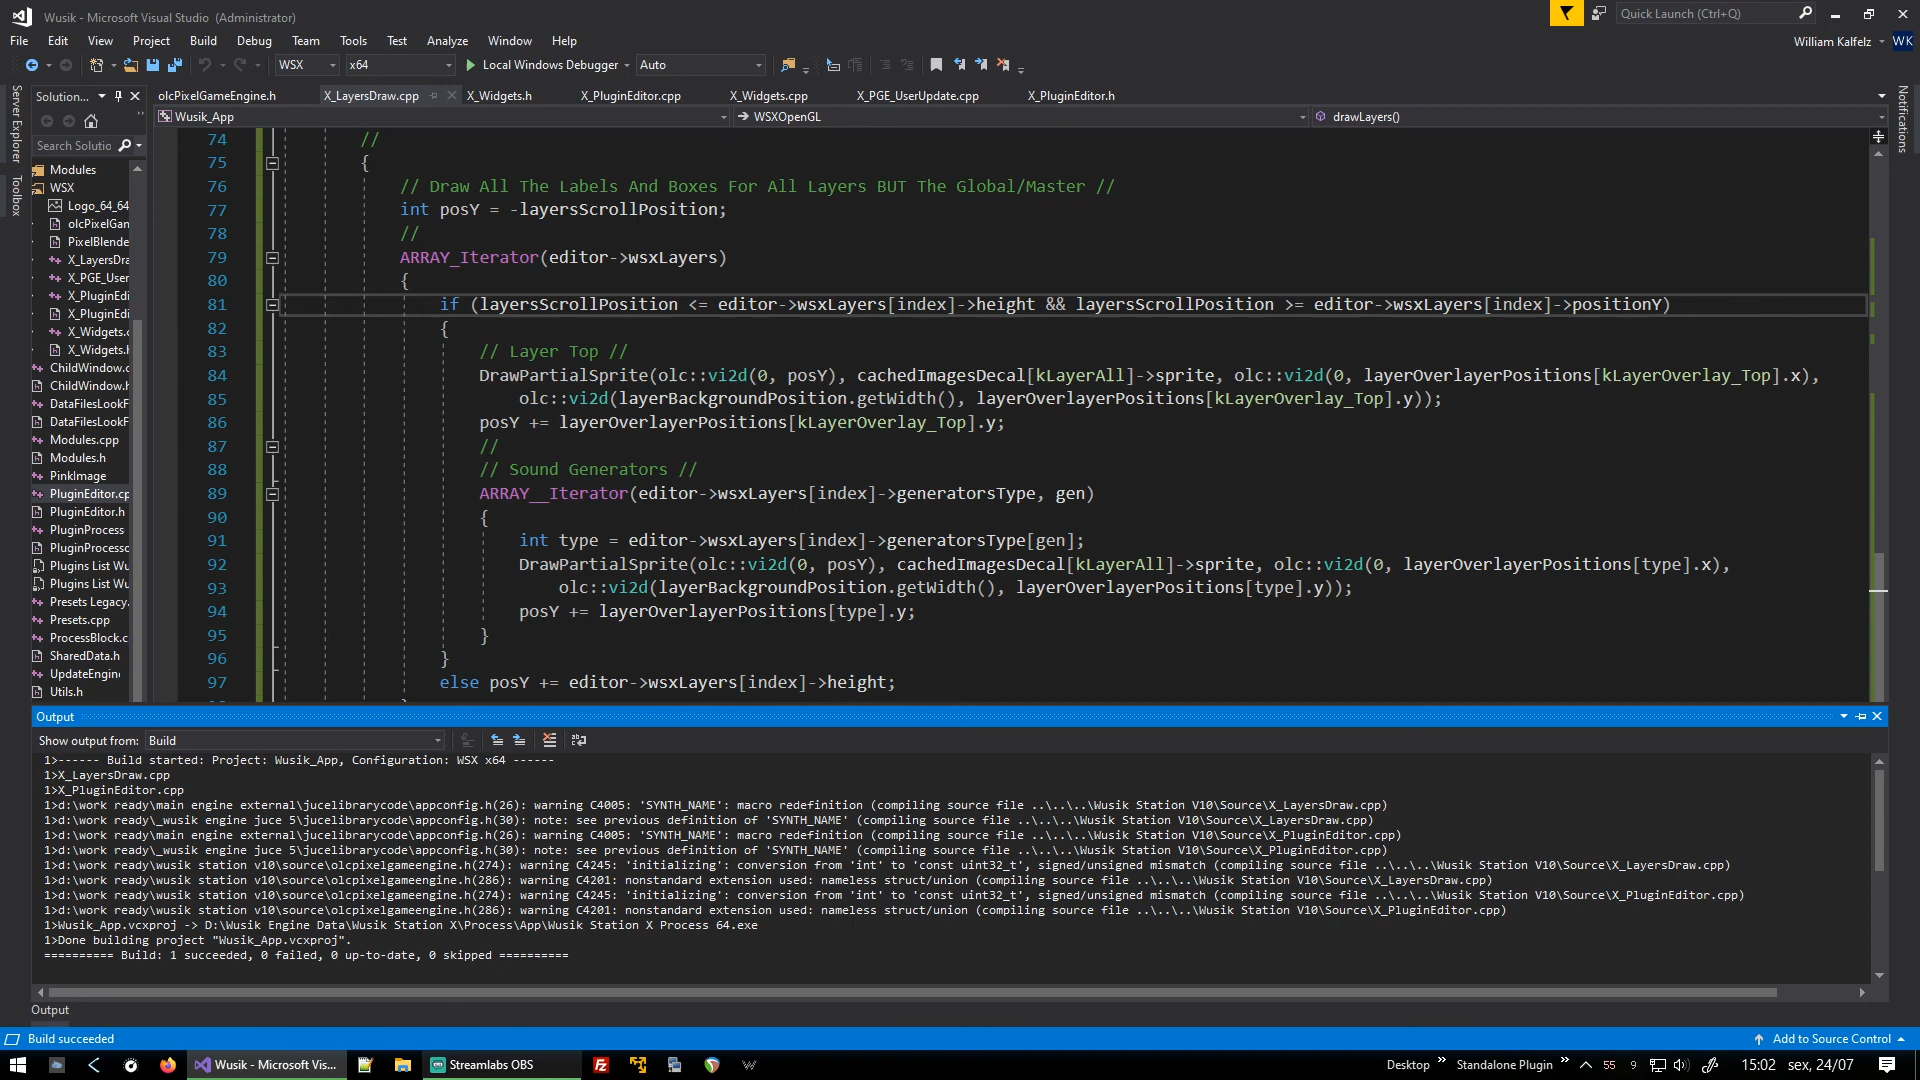 Wusik - Microsoft Visual Studio (Administrator)
Quick Launch (Ctrl+Q)
File Edit View Project Build Debug Team Tools Test Analyze Window Help
William Kalfelz WK
WSX x64 Local Windows Debugger Auto
Server Explorer
Toolbox
Notifications
Solution...
olcPixelGameEngine.h X_LayersDraw.cpp X_Widgets.h X_PluginEditor.cpp X_Widgets.cpp X_PGE_UserUpdate.cpp X_PluginEditor.h
Wusik_App WSXOpenGL drawLayers()
Search Solutio
Modules
WSX
Logo_64_64
olcPixelGan
PixelBlende
X_LayersDra
X_PGE_User
X_PluginEdi
X_PluginEdi
X_Widgets.c
X_Widgets.h
ChildWindow.c
ChildWindow.h
DataFilesLookF
DataFilesLookF
Modules.cpp
Modules.h
PinkImage
PluginEditor.cp
PluginEditor.h
PluginProcess
PluginProcesso
Plugins List Wu
Plugins List Wu
Presets Legacy.
Presets.cpp
ProcessBlock.c
SharedData.h
UpdateEngine
Utils.h
74 //
75 {
76 // Draw All The Labels And Boxes For All Layers BUT The Global/Master //
77 int posY = -layersScrollPosition;
78 //
79 ARRAY_Iterator(editor->wsxLayers)
80 {
81 if (layersScrollPosition <= editor->wsxLayers[index]->height && layersScrollPosition >= editor->wsxLayers[index]->positionY)
82 {
83 // Layer Top //
84 DrawPartialSprite(olc::vi2d(0, posY), cachedImagesDecal[kLayerAll]->sprite, olc::vi2d(0, layerOverlayerPositions[kLayerOverlay_Top].x),
85 olc::vi2d(layerBackgroundPosition.getWidth(), layerOverlayerPositions[kLayerOverlay_Top].y));
86 posY += layerOverlayerPositions[kLayerOverlay_Top].y;
87 //
88 // Sound Generators //
89 ARRAY__Iterator(editor->wsxLayers[index]->generatorsType, gen)
90 {
91 int type = editor->wsxLayers[index]->generatorsType[gen];
92 DrawPartialSprite(olc::vi2d(0, posY), cachedImagesDecal[kLayerAll]->sprite, olc::vi2d(0, layerOverlayerPositions[type].x),
93 olc::vi2d(layerBackgroundPosition.getWidth(), layerOverlayerPositions[type].y));
94 posY += layerOverlayerPositions[type].y;
95 }
96 }
97 else posY += editor->wsxLayers[index]->height;
Output
Show output from: Build
1>------ Build started: Project: Wusik_App, Configuration: WSX x64 ------
1>X_LayersDraw.cpp
1>X_PluginEditor.cpp
1>d:\work ready\main engine external\jucelibrarycode\appconfig.h(26): warning C4005: 'SYNTH_NAME': macro redefinition (compiling source file ..\..\..\Wusik Station V10\Source\X_LayersDraw.cpp)
1>d:\work ready\_wusik engine juce 5\jucelibrarycode\appconfig.h(30): note: see previous definition of 'SYNTH_NAME' (compiling source file ..\..\..\Wusik Station V10\Source\X_LayersDraw.cpp)
1>d:\work ready\main engine external\jucelibrarycode\appconfig.h(26): warning C4005: 'SYNTH_NAME': macro redefinition (compiling source file ..\..\..\Wusik Station V10\Source\X_PluginEditor.cpp)
1>d:\work ready\_wusik engine juce 5\jucelibrarycode\appconfig.h(30): note: see previous definition of 'SYNTH_NAME' (compiling source file ..\..\..\Wusik Station V10\Source\X_PluginEditor.cpp)
1>d:\work ready\wusik station v10\source\olcpixelgameengine.h(274): warning C4245: 'initializing': conversion from 'int' to 'const uint32_t', signed/unsigned mismatch (compiling source file ..\..\..\Wusik Station V10\Source\X_LayersDraw.cpp)
1>d:\work ready\wusik station v10\source\olcpixelgameengine.h(286): warning C4201: nonstandard extension used: nameless struct/union (compiling source file ..\..\..\Wusik Station V10\Source\X_LayersDraw.cpp)
1>d:\work ready\wusik station v10\source\olcpixelgameengine.h(274): warning C4245: 'initializing': conversion from 'int' to 'const uint32_t', signed/unsigned mismatch (compiling source file ..\..\..\Wusik Station V10\Source\X_PluginEditor.cpp)
1>d:\work ready\wusik station v10\source\olcpixelgameengine.h(286): warning C4201: nonstandard extension used: nameless struct/union (compiling source file ..\..\..\Wusik Station V10\Source\X_PluginEditor.cpp)
1>Wusik_App.vcxproj -> D:\Wusik Engine Data\Wusik Station X\Process\App\Wusik Station X Process 64.exe
1>Done building project "Wusik_App.vcxproj".
========== Build: 1 succeeded, 0 failed, 0 up-to-date, 0 skipped ==========
Output
Build succeeded Add to Source Control
Wusik - Microsoft Vis... Streamlabs OBS Desktop Standalone Plugin 55 9 15:02 sex, 24/07